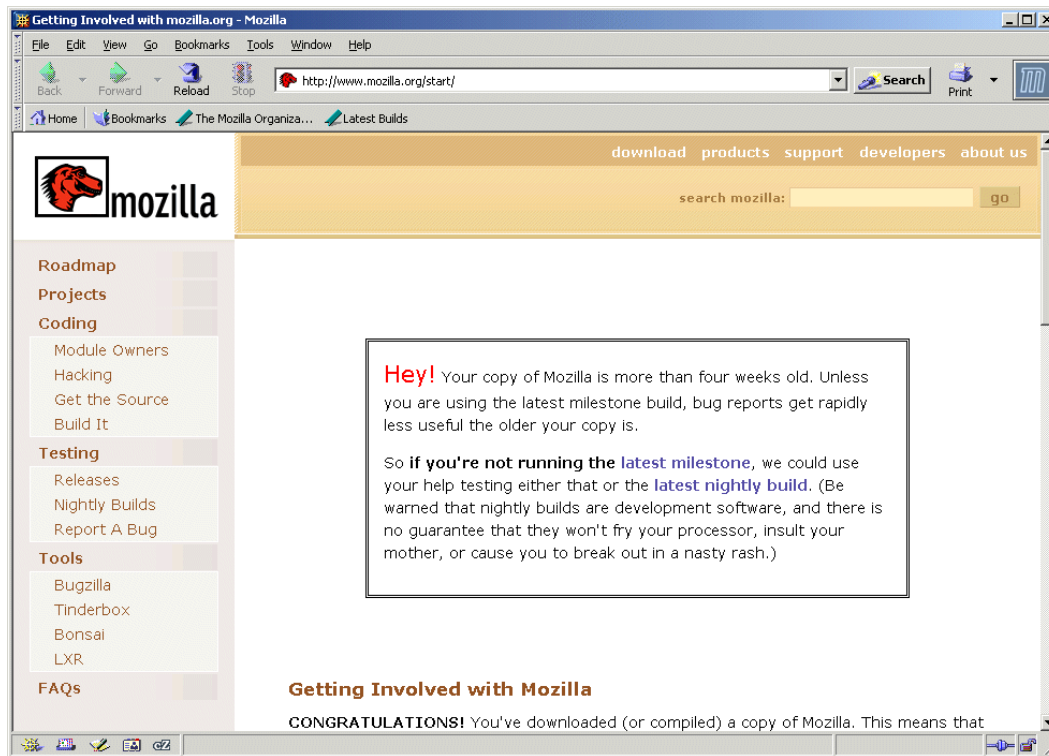 Getting Involved with mozilla.org - Mozilla
File Edit View Go Bookmarks Tools Window Help
Back Forward Reload Stop http://www.mozilla.org/start/ Search Print
Home Bookmarks The Mozilla Organiza... Latest Builds
mozilla
download products support developers about us
search mozilla: go
Roadmap
Projects
Coding
Module Owners
Hacking
Get the Source
Build It
Testing
Releases
Nightly Builds
Report A Bug
Tools
Bugzilla
Tinderbox
Bonsai
LXR
FAQs
Hey! Your copy of Mozilla is more than four weeks old. Unless
you are using the latest milestone build, bug reports get rapidly
less useful the older your copy is.
So if you're not running the latest milestone, we could use
your help testing either that or the latest nightly build. (Be
warned that nightly builds are development software, and there is
no guarantee that they won't fry your processor, insult your
mother, or cause you to break out in a nasty rash.)
Getting Involved with Mozilla
CONGRATULATIONS! You've downloaded (or compiled) a copy of Mozilla. This means that
cZ